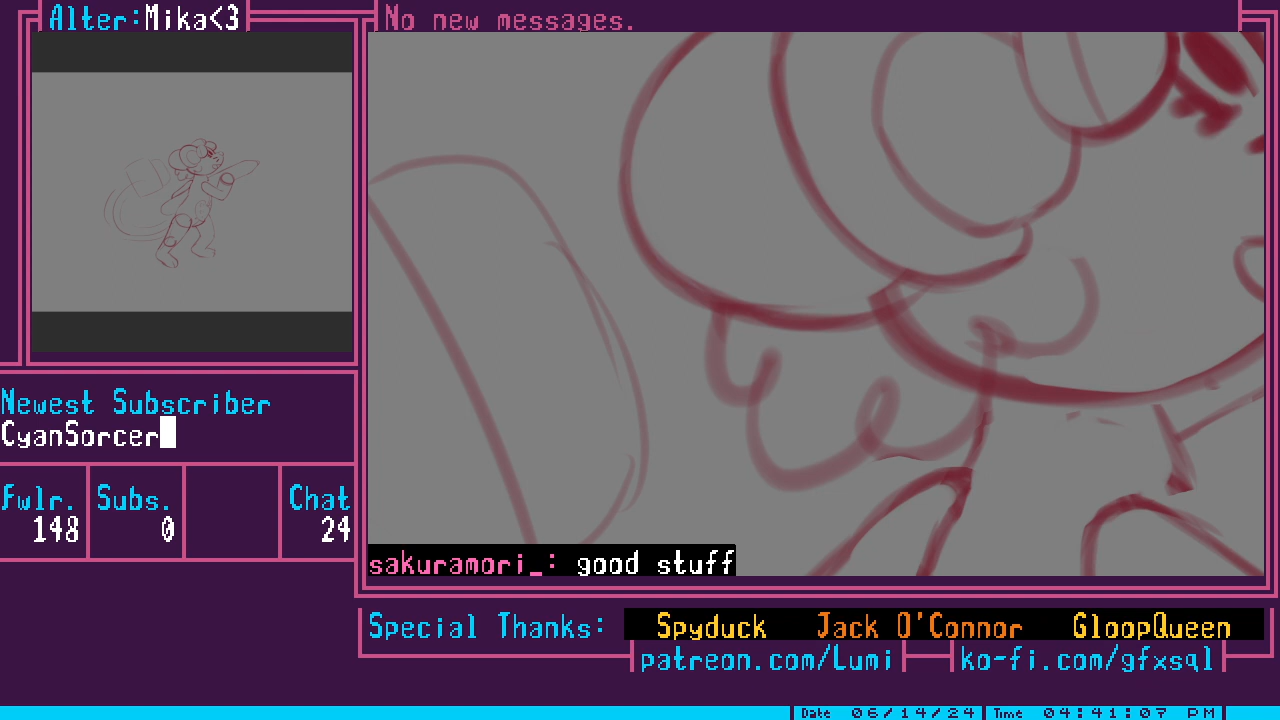 Alter:Mika<3
No new messages.
Newest Subscriber
CyanSorcer
Fwlr. Subs. Chat
148 0 24
sakuramori_: good stuff
Special Thanks: Spyduck Jack O'Connor GloopQueen
patreon.com/Lumi ko-fi.com/gfxsql
Date 06/14/24 Time 04:41:07 PM